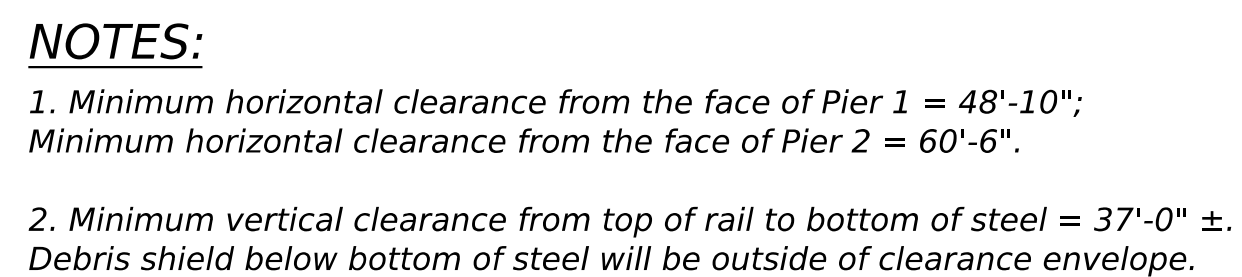 NOTES:
1. Minimum horizontal clearance from the face of Pier 1 = 48'-10";
Minimum horizontal clearance from the face of Pier 2 = 60'-6".
2. Minimum vertical clearance from top of rail to bottom of steel = 37'-0" ±.
Debris shield below bottom of steel will be outside of clearance envelope.